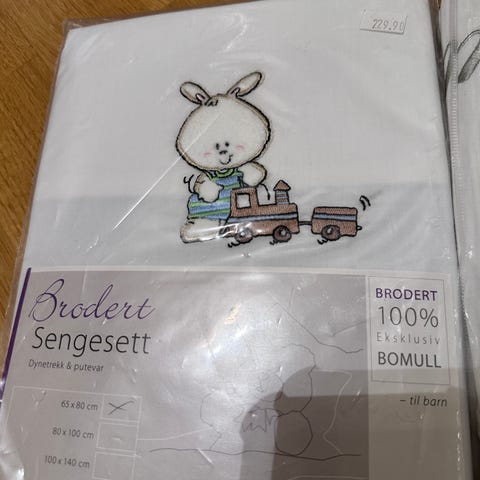 229.90
Brodert
Sengesett
Dynetrekk & putevar
65 x 80 cm
80 x 100 cm
100 x 140 cm
BRODERT
100%
Eksklusiv
BOMULL
– til barn